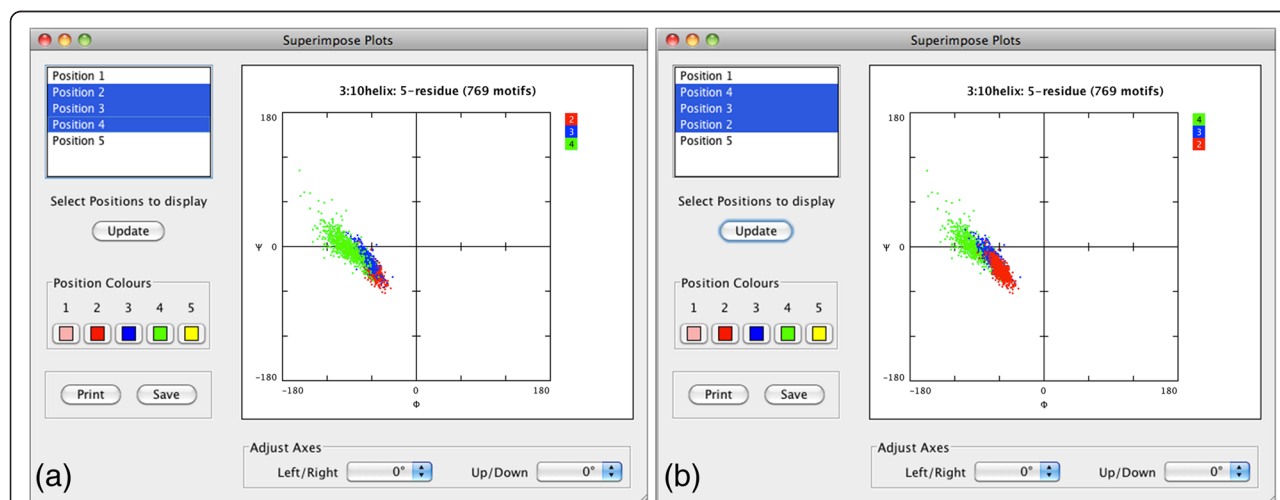 Superimpose Plots
Position 1
Position 2
Position 3
Position 4
Position 5
Select Positions to display
Update
Position Colours
1 2 3 4 5
Print Save
3:10helix: 5-residue (769 motifs)
180
2
3
4
Ψ 0
-180
-180 0 180
Φ
Adjust Axes
Left/Right 0° Up/Down 0°
(a)
Superimpose Plots
Position 1
Position 4
Position 3
Position 2
Position 5
Select Positions to display
Update
Position Colours
1 2 3 4 5
Print Save
3:10helix: 5-residue (769 motifs)
180
4
3
2
Ψ 0
-180
-180 0 180
Φ
Adjust Axes
Left/Right 0° Up/Down 0°
(b)